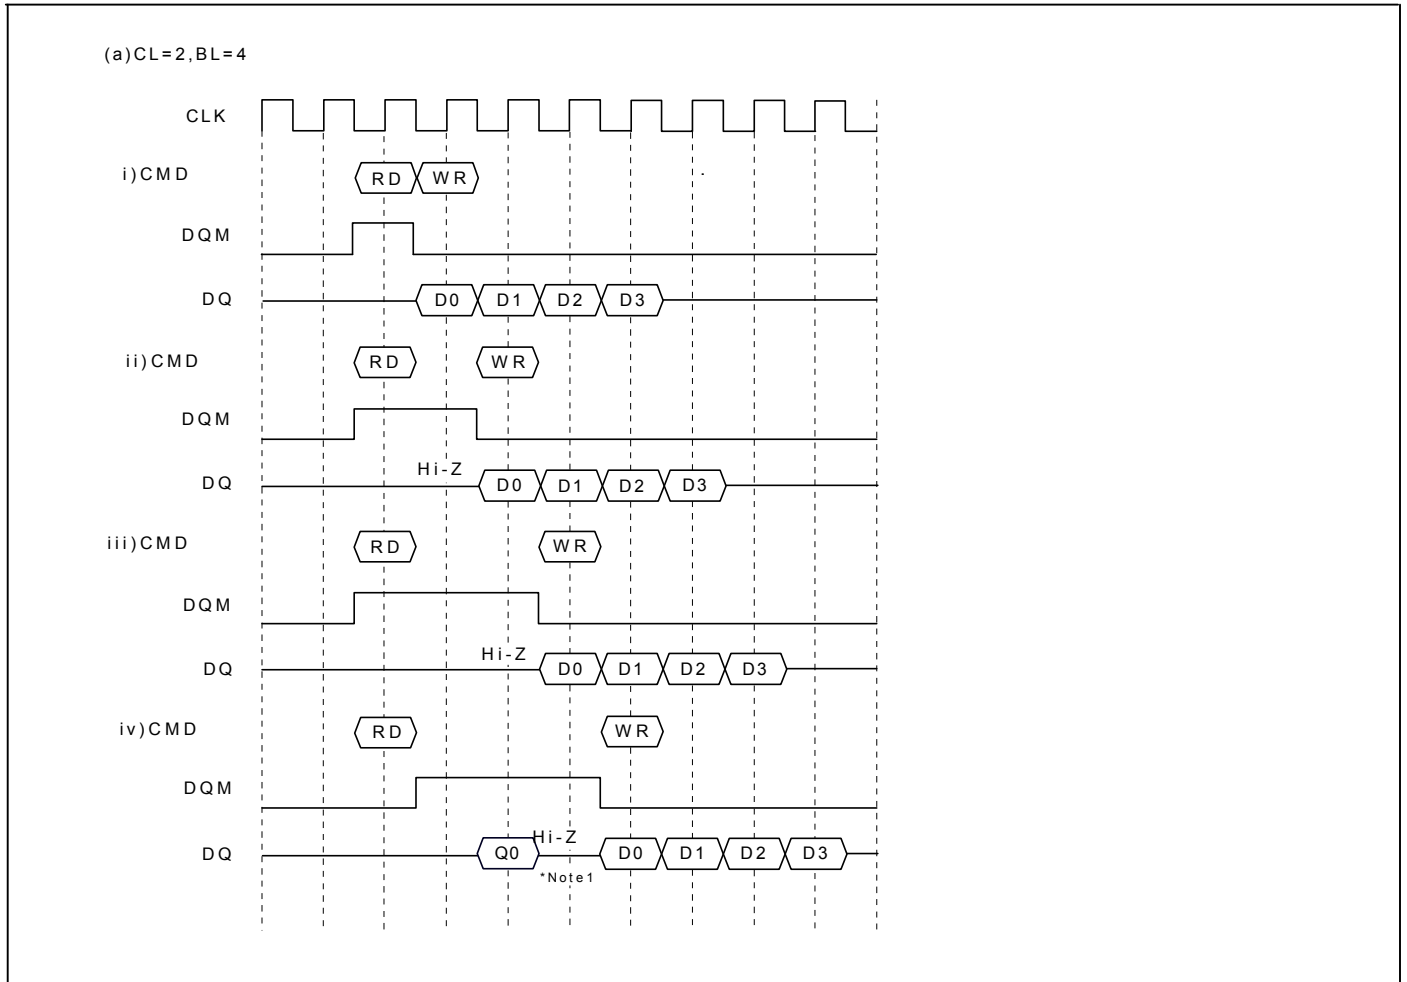 (a)CL=2,BL=4
CLK
i)CMD RD WR
DQM
DQ D0 D1 D2 D3
ii)CMD RD WR
DQM
Hi-Z
DQ D0 D1 D2 D3
iii)CMD RD WR
DQM
Hi-Z
DQ D0 D1 D2 D3
iv)CMD RD WR
DQM
Hi-Z
DQ Q0 D0 D1 D2 D3
*Note1